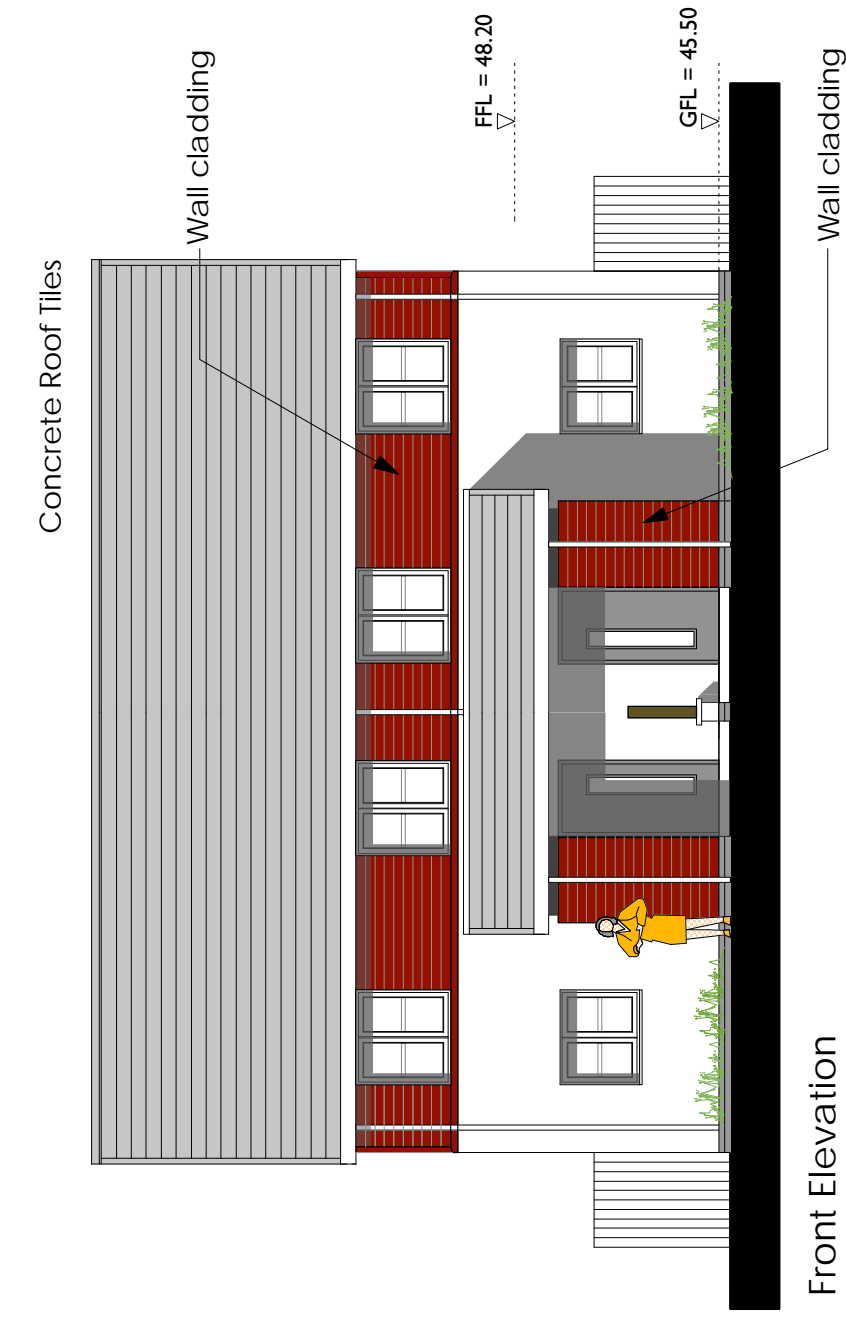 Concrete Roof Tiles
Wall cladding
FFL = 48.20
GFL = 45.50
Wall cladding
Front Elevation